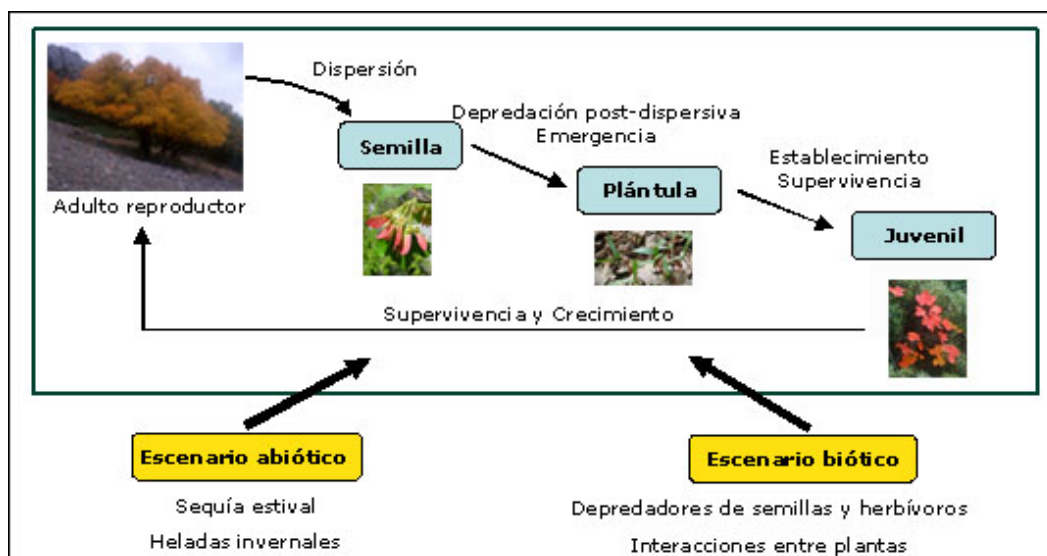 Dispersión
Semilla
Adulto reproductor
Depredación post-dispersiva
Emergencia
Plántula
Establecimiento
Supervivencia
Juvenil
Supervivencia y Crecimiento
Escenario abiótico
Sequía estival
Heladas invernales
Escenario biótico
Depredadores de semillas y herbívoros
Interacciones entre plantas